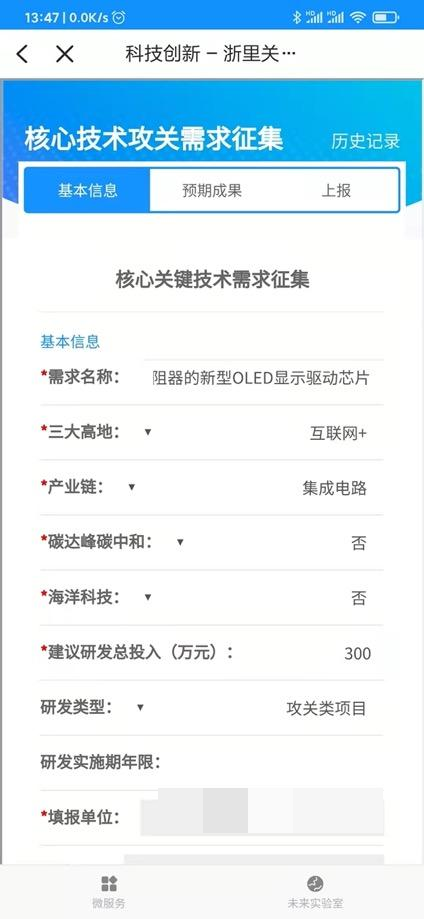 13:47 | 0.0K/s
科技创新 – 浙里关…
核心技术攻关需求征集 历史记录
基本信息 预期成果 上报
核心关键技术需求征集
基本信息
*需求名称： 阻器的新型OLED显示驱动芯片
*三大高地： ▼ 互联网+
*产业链： ▼ 集成电路
*碳达峰碳中和： ▼ 否
*海洋科技： ▼ 否
*建议研发总投入（万元）： 300
研发类型： ▼ 攻关类项目
研发实施期年限：
*填报单位：
微服务 未来实验室